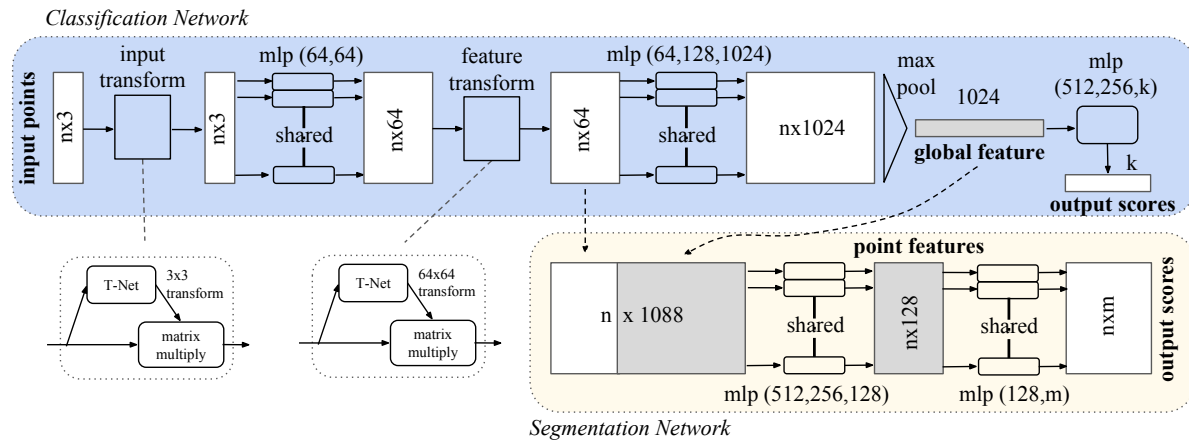 Classification Network
input points
nx3
input
transform
nx3
mlp (64,64)
shared
nx64
feature
transform
nx64
mlp (64,128,1024)
shared
nx1024
max
pool
1024
global feature
mlp
(512,256,k)
k
output scores
T-Net
3x3
transform
matrix
multiply
T-Net
64x64
transform
matrix
multiply
point features
n x 1088
shared
mlp (512,256,128)
nx128
shared
mlp (128,m)
nxm
output scores
Segmentation Network